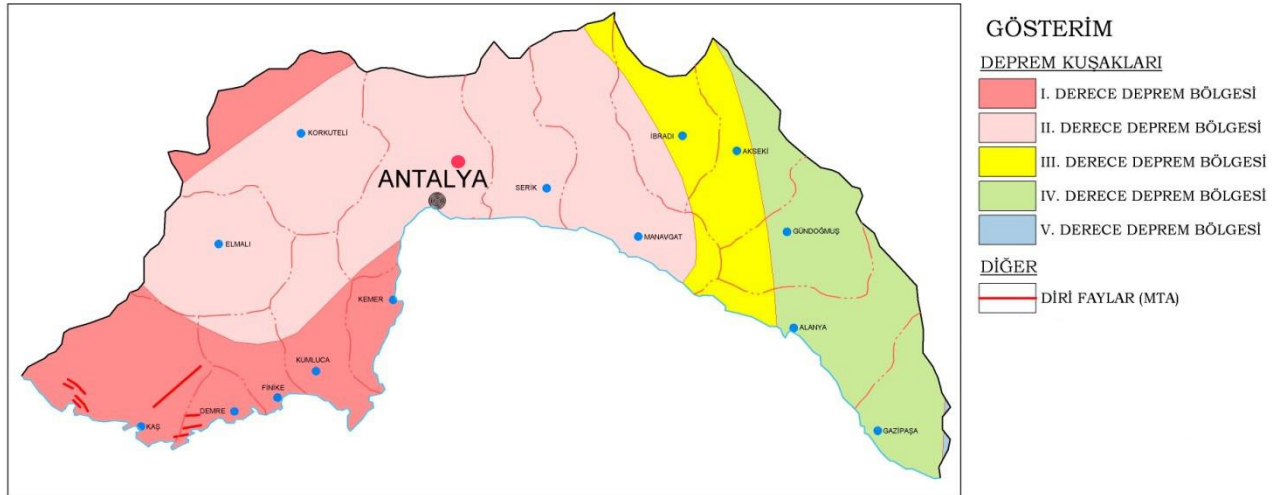 GÖSTERİM
DEPREM KUŞAKLARI
I. DERECE DEPREM BÖLGESİ
II. DERECE DEPREM BÖLGESİ
III. DERECE DEPREM BÖLGESİ
IV. DERECE DEPREM BÖLGESİ
V. DERECE DEPREM BÖLGESİ
DİĞER
DİRİ FAYLAR (MTA)
KORKUTELİ
İBRADI
AKSEKİ
ANTALYA
SERİK
ELMALI
MANAVGAT
GÜNDOĞMUŞ
KEMER
ALANYA
KUMLUCA
FİNİKE
DEMRE
KAŞ
GAZİPAŞA